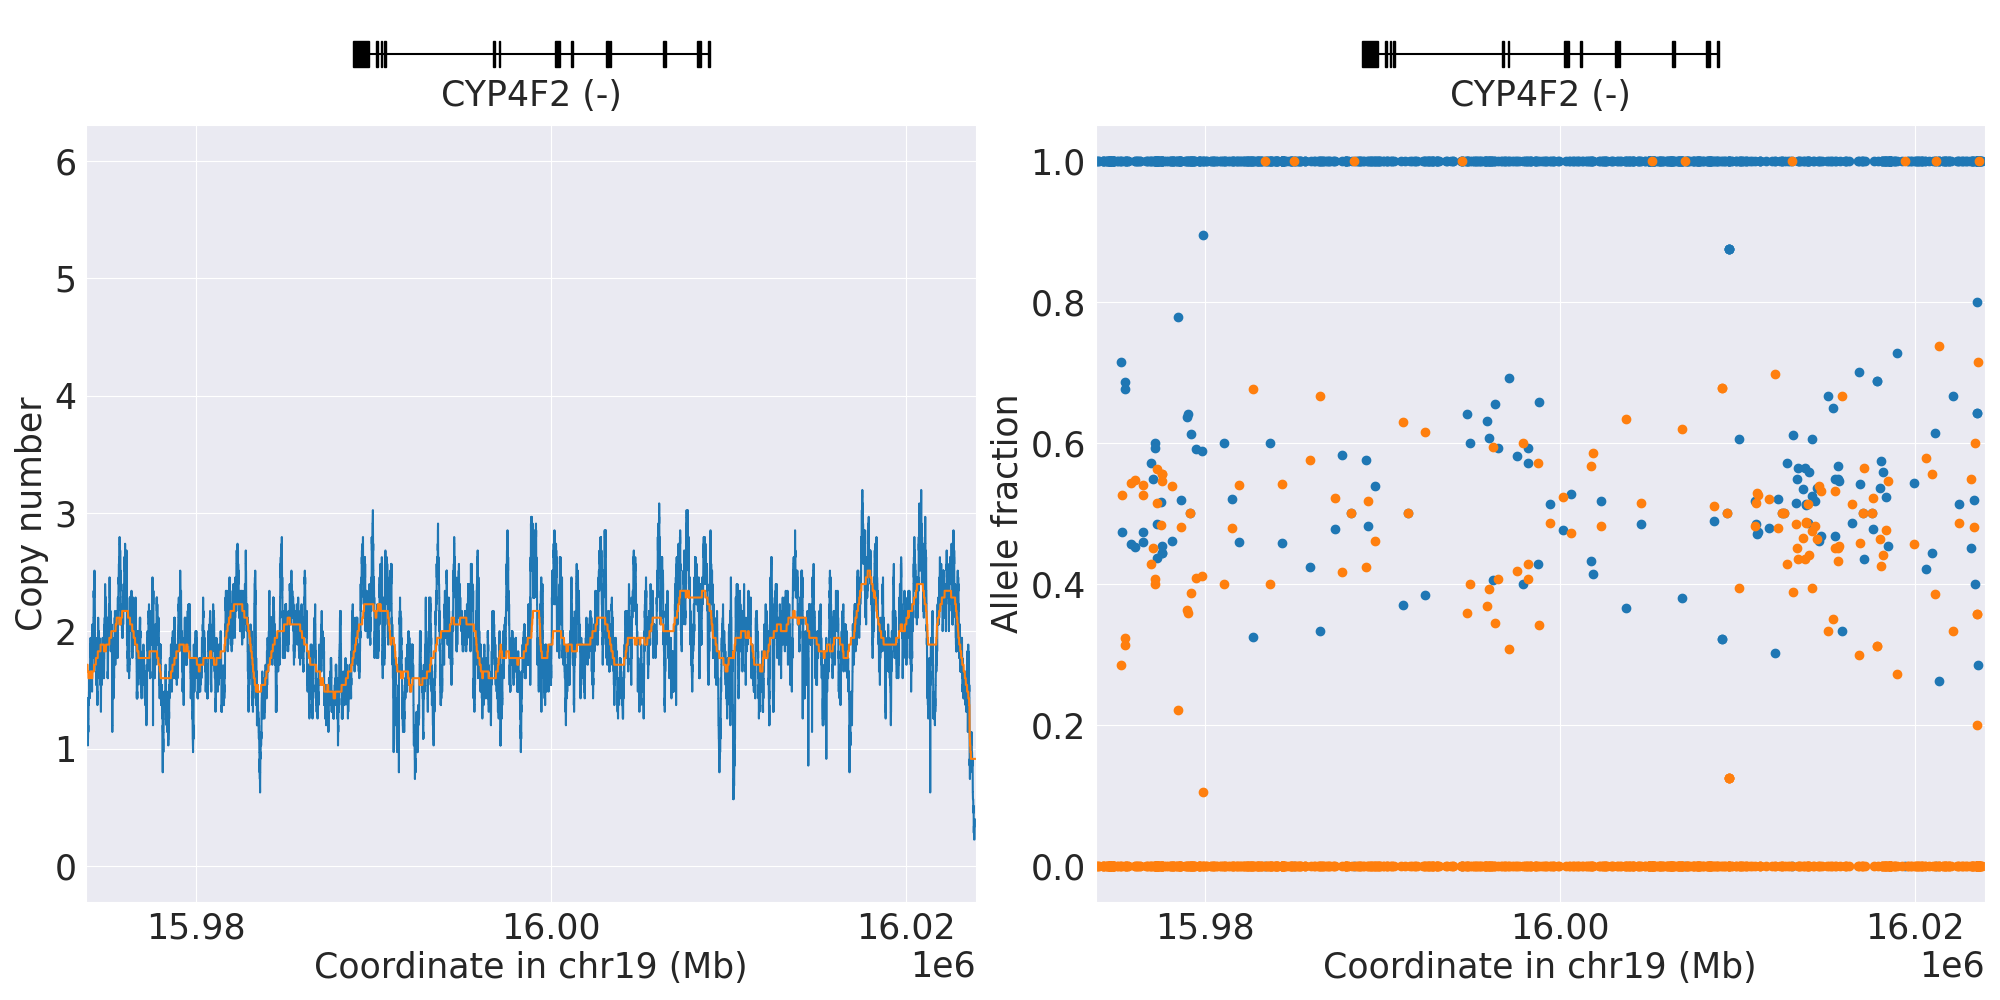 CYP4F2 (-)
Copy number
6
5
4
3
2
1
0
15.98 16.00 16.02
Coordinate in chr19 (Mb) 1e6
CYP4F2 (-)
Allele fraction
1.0
0.8
0.6
0.4
0.2
0.0
15.98 16.00 16.02
Coordinate in chr19 (Mb) 1e6